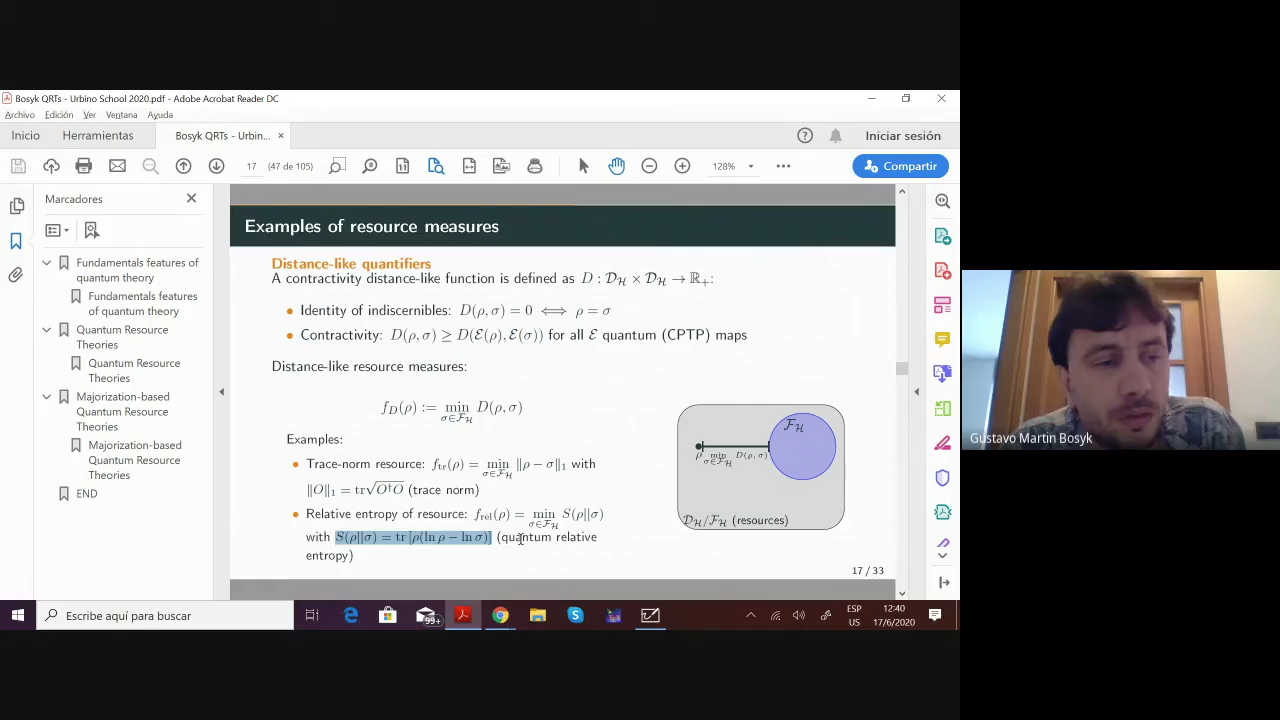 Bosyk QRTs - Urbino School 2020.pdf - Adobe Acrobat Reader DC
Archivo Edición Ver Ventana Ayuda
Inicio Herramientas Bosyk QRTs - Urbin... × Iniciar sesión
17 (47 de 105) 128% Compartir
Marcadores
Fundamentals features of
quantum theory
Fundamentals features
of quantum theory
Quantum Resource
Theories
Quantum Resource
Theories
Majorization-based
Quantum Resource
Theories
Majorization-based
Quantum Resource
Theories
END
Examples of resource measures
Distance-like quantifiers
A contractivity distance-like function is defined as D : 𝒟_ℋ × 𝒟_ℋ → ℝ₊:
• Identity of indiscernibles: D(ρ, σ) = 0 ⟺ ρ = σ
• Contractivity: D(ρ, σ) ≥ D(ℰ(ρ), ℰ(σ)) for all ℰ quantum (CPTP) maps
Distance-like resource measures:
f_D(ρ) := min_{σ∈ℱ_ℋ} D(ρ, σ)
Examples:
• Trace-norm resource: f_tr(ρ) = min_{σ∈ℱ_ℋ} ‖ρ − σ‖₁ with
‖O‖₁ = tr√O†O (trace norm)
• Relative entropy of resource: f_rel(ρ) = min_{σ∈ℱ_ℋ} S(ρ||σ)
with S(ρ||σ) = tr [ρ(ln ρ − ln σ)] (quantum relative
entropy)
ℱ_ℋ
ρ min_{σ∈ℱ_ℋ} D(ρ, σ)
𝒟_ℋ/ℱ_ℋ (resources)
17 / 33
Gustavo Martin Bosyk
Escribe aquí para buscar
99+
ESP
US
12:40
17/6/2020